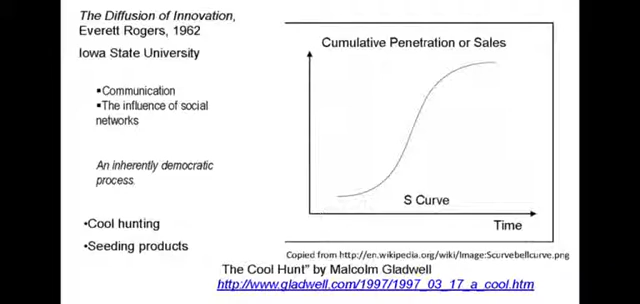 The Diffusion of Innovation,
Everett Rogers, 1962
Iowa State University
▪Communication
▪The influence of social
networks
An inherently democratic
process.
•Cool hunting
•Seeding products
Cumulative Penetration or Sales
S Curve
Time
Copied from http://en.wikipedia.org/wiki/Image:Scurvebellcurve.png
The Cool Hunt" by Malcolm Gladwell
http://www.gladwell.com/1997/1997_03_17_a_cool.htm